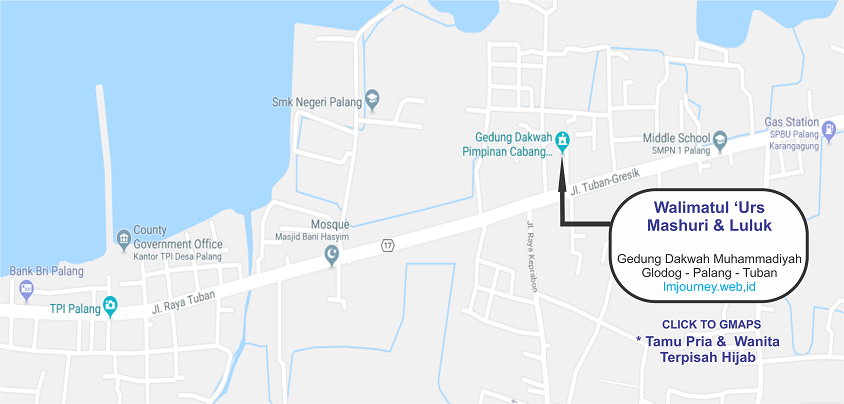 Smk Negeri Palang
Gedung Dakwah
Pimpinan Cabang...
Middle School
SMPN 1 Palang
Gas Station
SPBU Palang
Karangagung
Jl. Tuban-Gresik
Walimatul ‘Urs
Mashuri & Luluk
Gedung Dakwah Muhammadiyah
Glodog - Palang - Tuban
lmjourney.web,id
County
Government Office
Kantor TPI Desa Palang
Mosque
Masjid Bani Hasyim
17
Jl. Raya Keprabon
Bank Bri Palang
TPI Palang
Jl. Raya Tuban
CLICK TO GMAPS
* Tamu Pria & Wanita
Terpisah Hijab